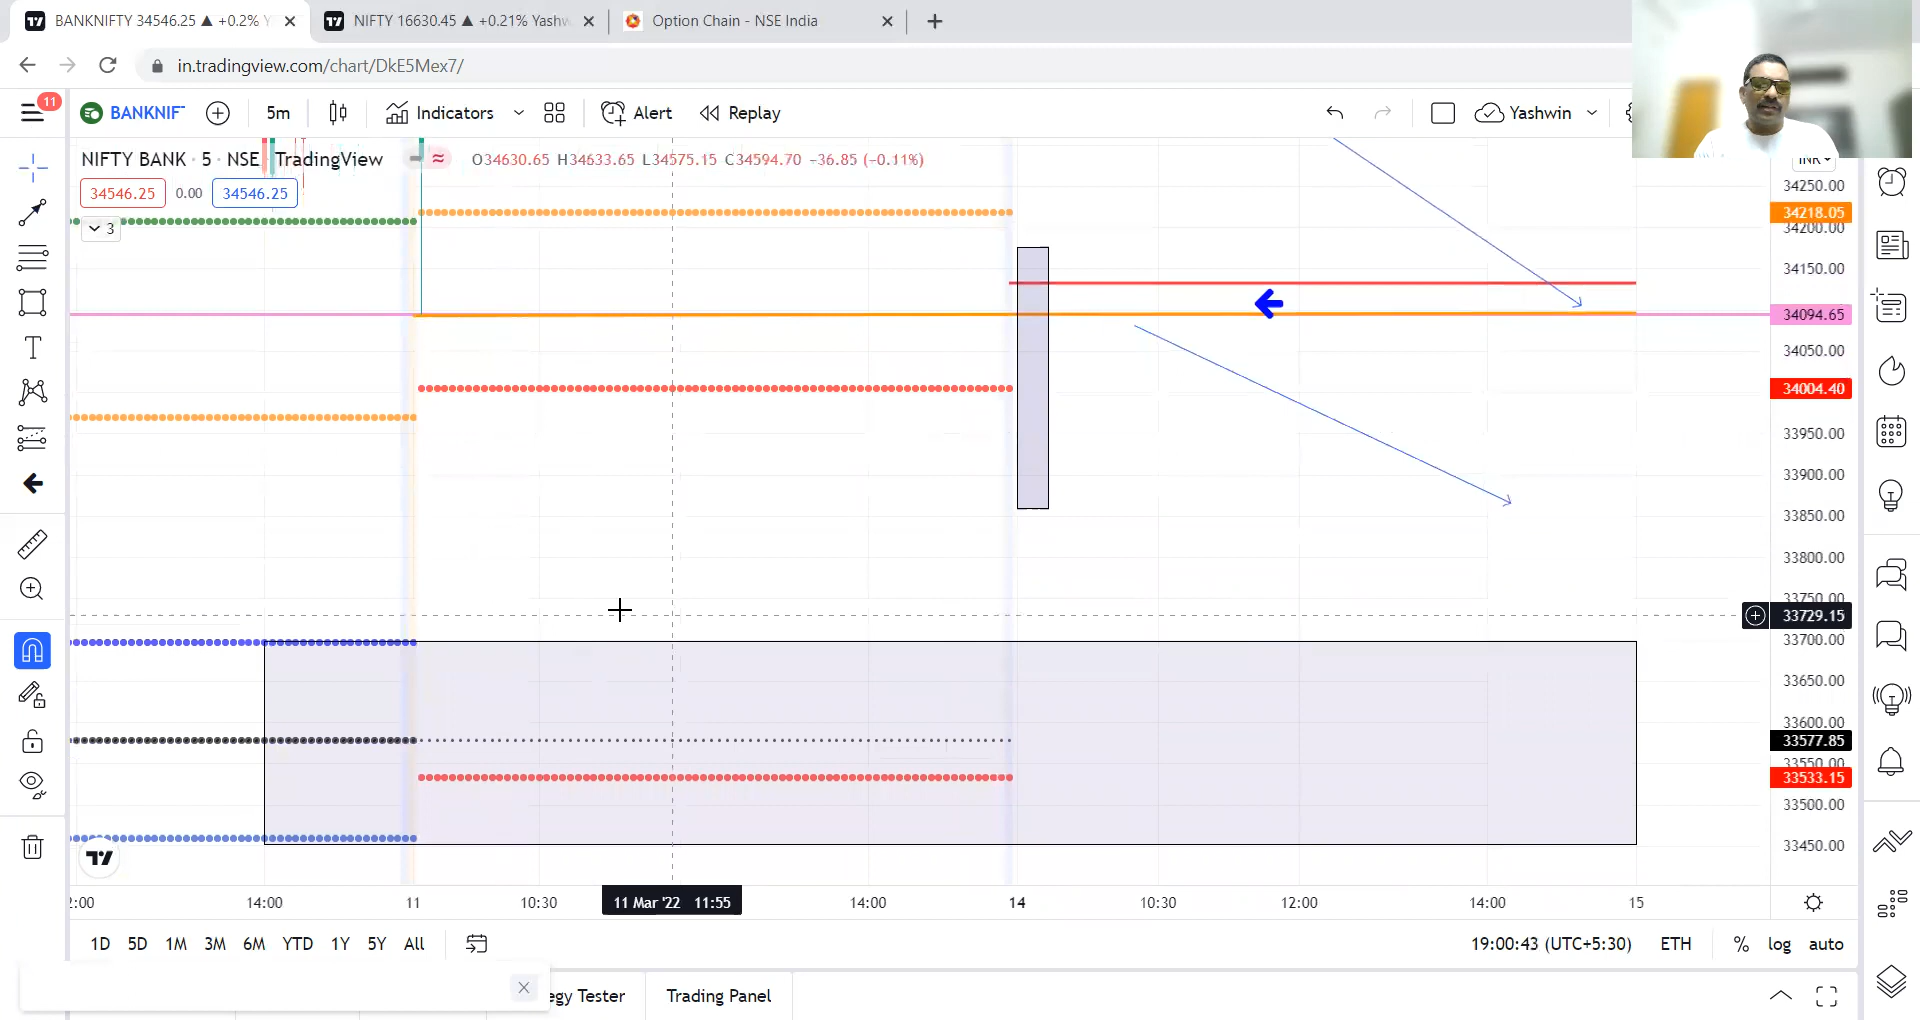 BANKNIFTY 34546.25 ▲ +0.2%
NIFTY 16630.45 ▲ +0.21% Yashw
Option Chain - NSE India
in.tradingview.com/chart/DkE5Mex7/
11
BANKNIF
5m
Indicators
Alert
Replay
Yashwin
NIFTY BANK · 5 · NSE
TradingView
O34630.65 H34633.65 L34575.15 C34594.70 −36.85 (−0.11%)
INR
34546.25
0.00
34546.25
3
34250.00
34218.05
34200.00
34150.00
34094.65
34050.00
34004.40
33950.00
33900.00
33850.00
33800.00
33750.00
33729.15
33700.00
33650.00
33600.00
33577.85
33550.00
33533.15
33500.00
33450.00
2:00
14:00
11
10:30
11 Mar '22 11:55
14:00
14
10:30
12:00
14:00
15
1D 5D 1M 3M 6M YTD 1Y 5Y All
19:00:43 (UTC+5:30)
ETH
%
log
auto
egy Tester
Trading Panel